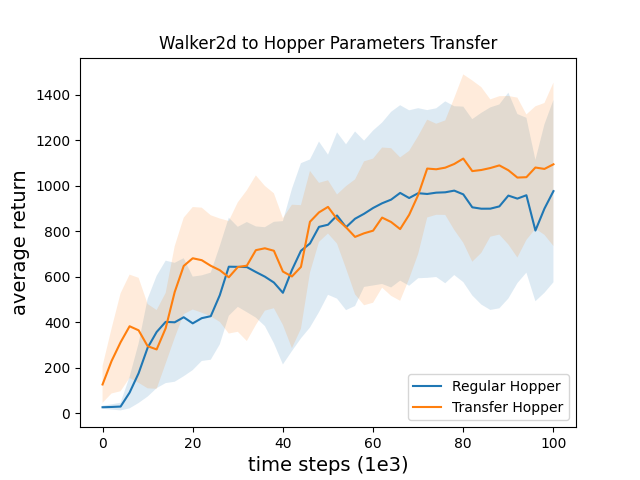 Walker2d to Hopper Parameters Transfer
average return
1400
1200
1000
800
600
400
200
0
0 20 40 60 80 100
time steps (1e3)
Regular Hopper
Transfer Hopper